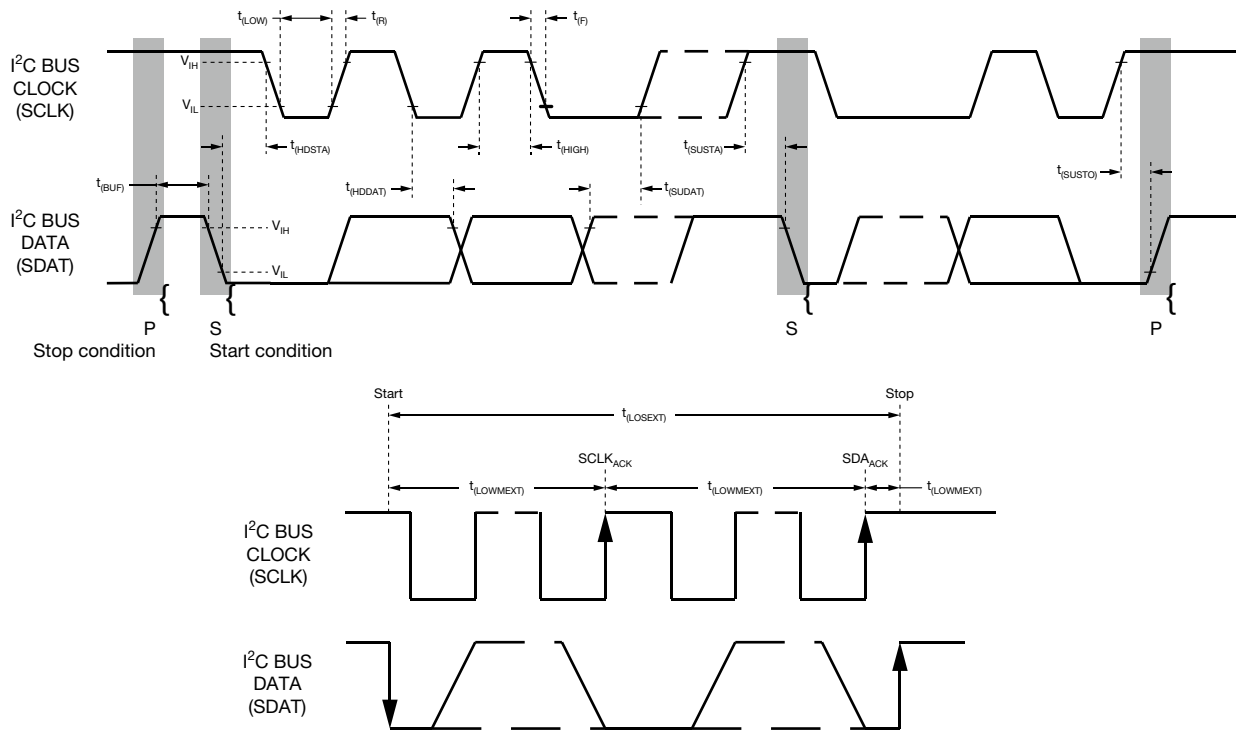 t(LOW)
t(R)
t(F)
I2C BUS
CLOCK
(SCLK)
VIH
VIL
t(HDSTA)
t(HIGH)
t(SUSTA)
t(BUF)
t(HDDAT)
t(SUDAT)
t(SUSTO)
I2C BUS
DATA
(SDAT)
VIH
VIL
{
{
{
{
P
S
S
P
Stop condition
Start condition
Start
Stop
t(LOSEXT)
SCLKACK
SDAACK
t(LOWMEXT)
t(LOWMEXT)
t(LOWMEXT)
I2C BUS
CLOCK
(SCLK)
I2C BUS
DATA
(SDAT)